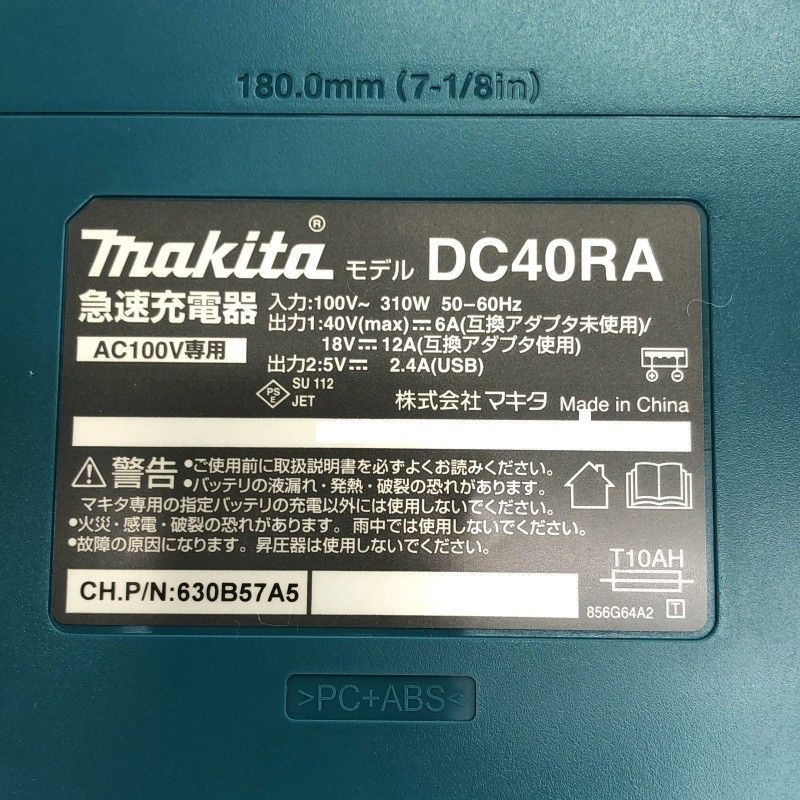 180.0mm (7-1/8in)
makita® モデル DC40RA
急速充電器
AC100V専用
入力:100V~ 310W 50-60Hz
出力1:40V(max)⎓6A(互換アダプタ未使用)/
18V⎓12A(互換アダプタ使用)
出力2:5V⎓ 2.4A(USB)
PSE
SU 112
JET
株式会社マキタ Made in China
警告 •ご使用前に取扱説明書を必ずよくお読みください。
•バッテリの液漏れ・発熱・破裂の恐れがあります。
マキタ専用の指定バッテリの充電以外には使用しないでください。
•火災・感電・破裂の恐れがあります。雨中では使用しないでください。
•故障の原因になります。昇圧器は使用しないでください。
T10AH
CH.P/N:630B57A5
856G64A2 T
>PC+ABS<